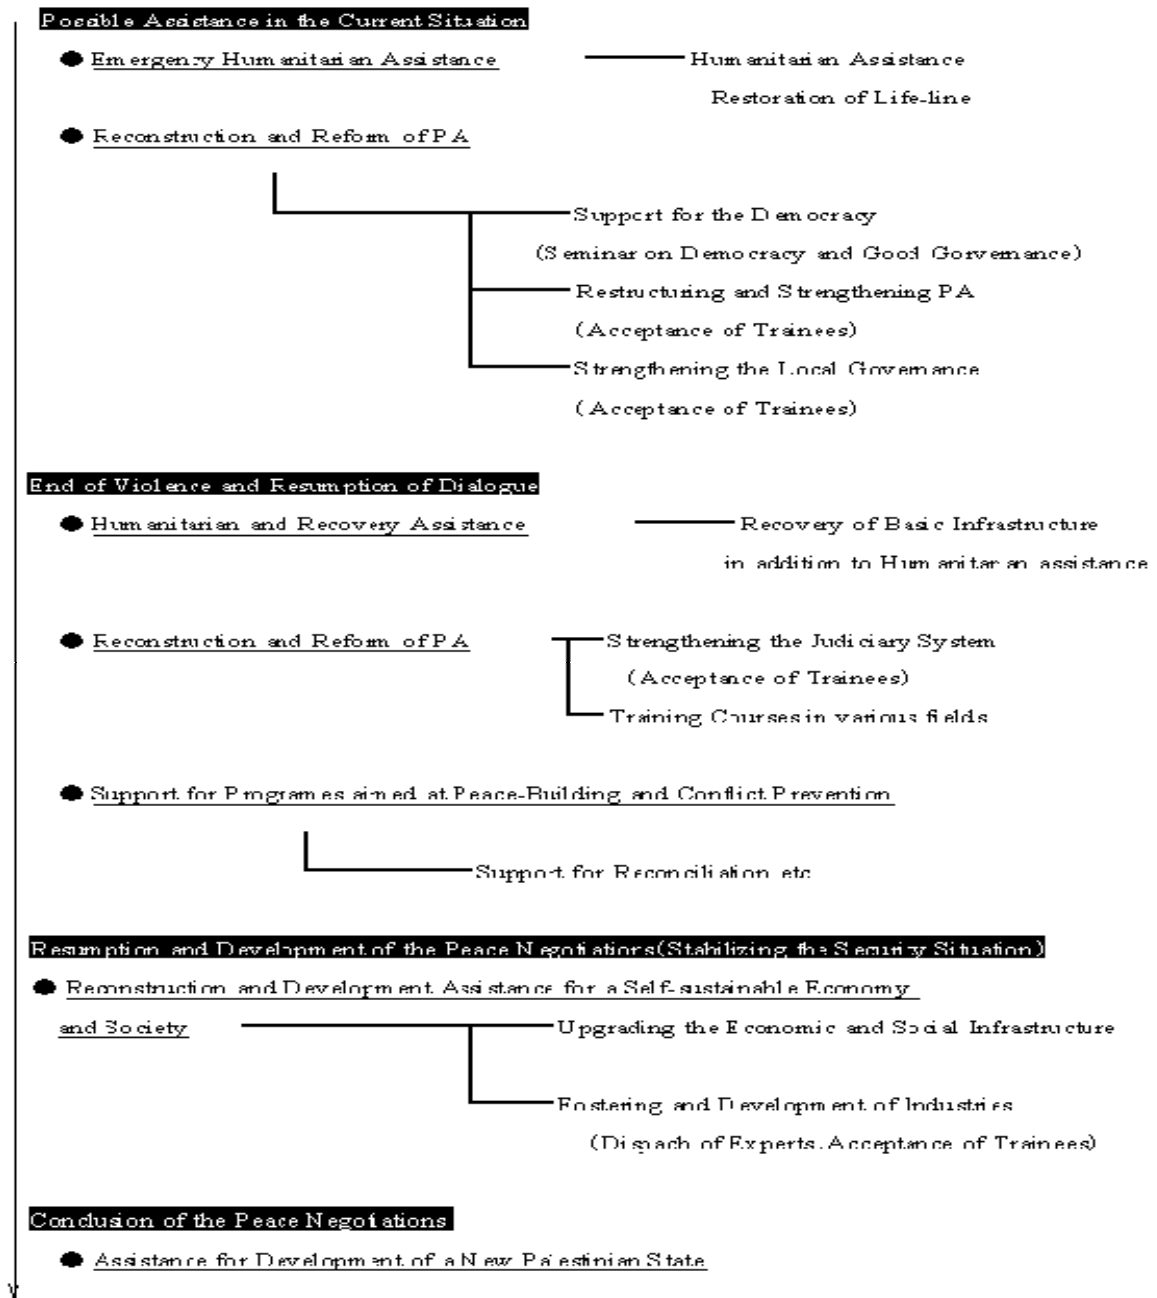 Possible Assistance in the Current Situation
● Emergency Humanitarian Assistance Humanitarian Assistance
Restoration of Life-line
● Reconstruction and Reform of PA
Support for the Democracy
(Seminar on Democracy and Good Gorvernance)
Restructuring and Strengthening PA
(Acceptance of Trainees)
Strengthening the Local Governance
(Acceptance of Trainees)
End of Violence and Resumption of Dialogue
● Humanitarian and Recovery Assistance Recovery of Basic Infrastructure
in addition to Humanitarian assistance
● Reconstruction and Reform of PA Strengthening the Judiciary System
(Acceptance of Trainees)
Training Courses in various fields
● Support for Programes aimed at Peace-Building and Conflict Prevention
Support for Reconciliation etc
Resumption and Development of the Peace Negotiations(Stabilizing the Security Situation)
● Reconstruction and Development Assistance for a Self-sustainable Economy
and Society Upgrading the Economic and Social Infrastructure
Fostering and Development of Industries
(Dispach of Experts.Acceptance of Trainees)
Conclusion of the Peace Negotiations
● Assistance for Development of a New Palestinian State